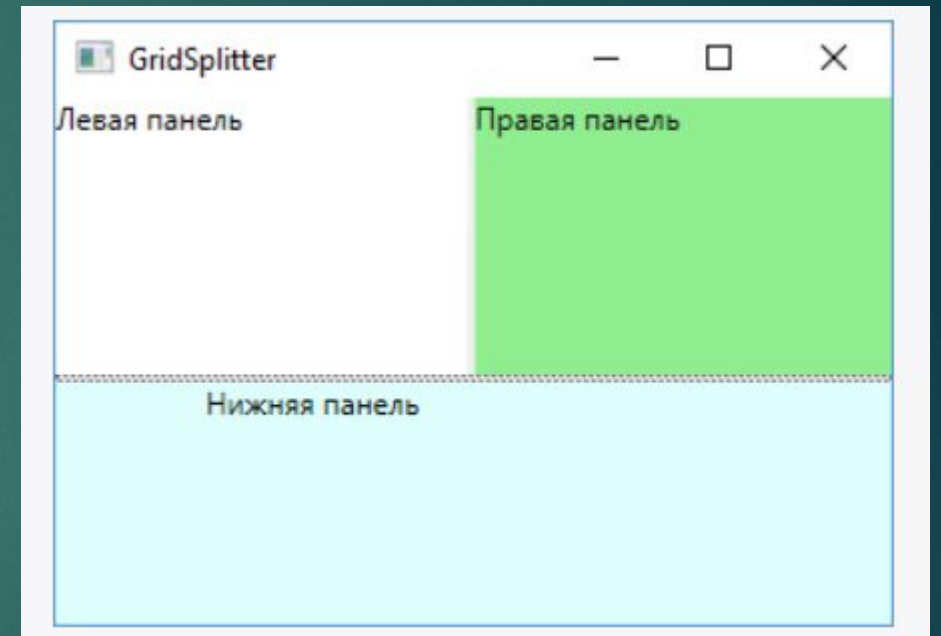 GridSplitter
Левая панель
Правая панель
Нижняя панель